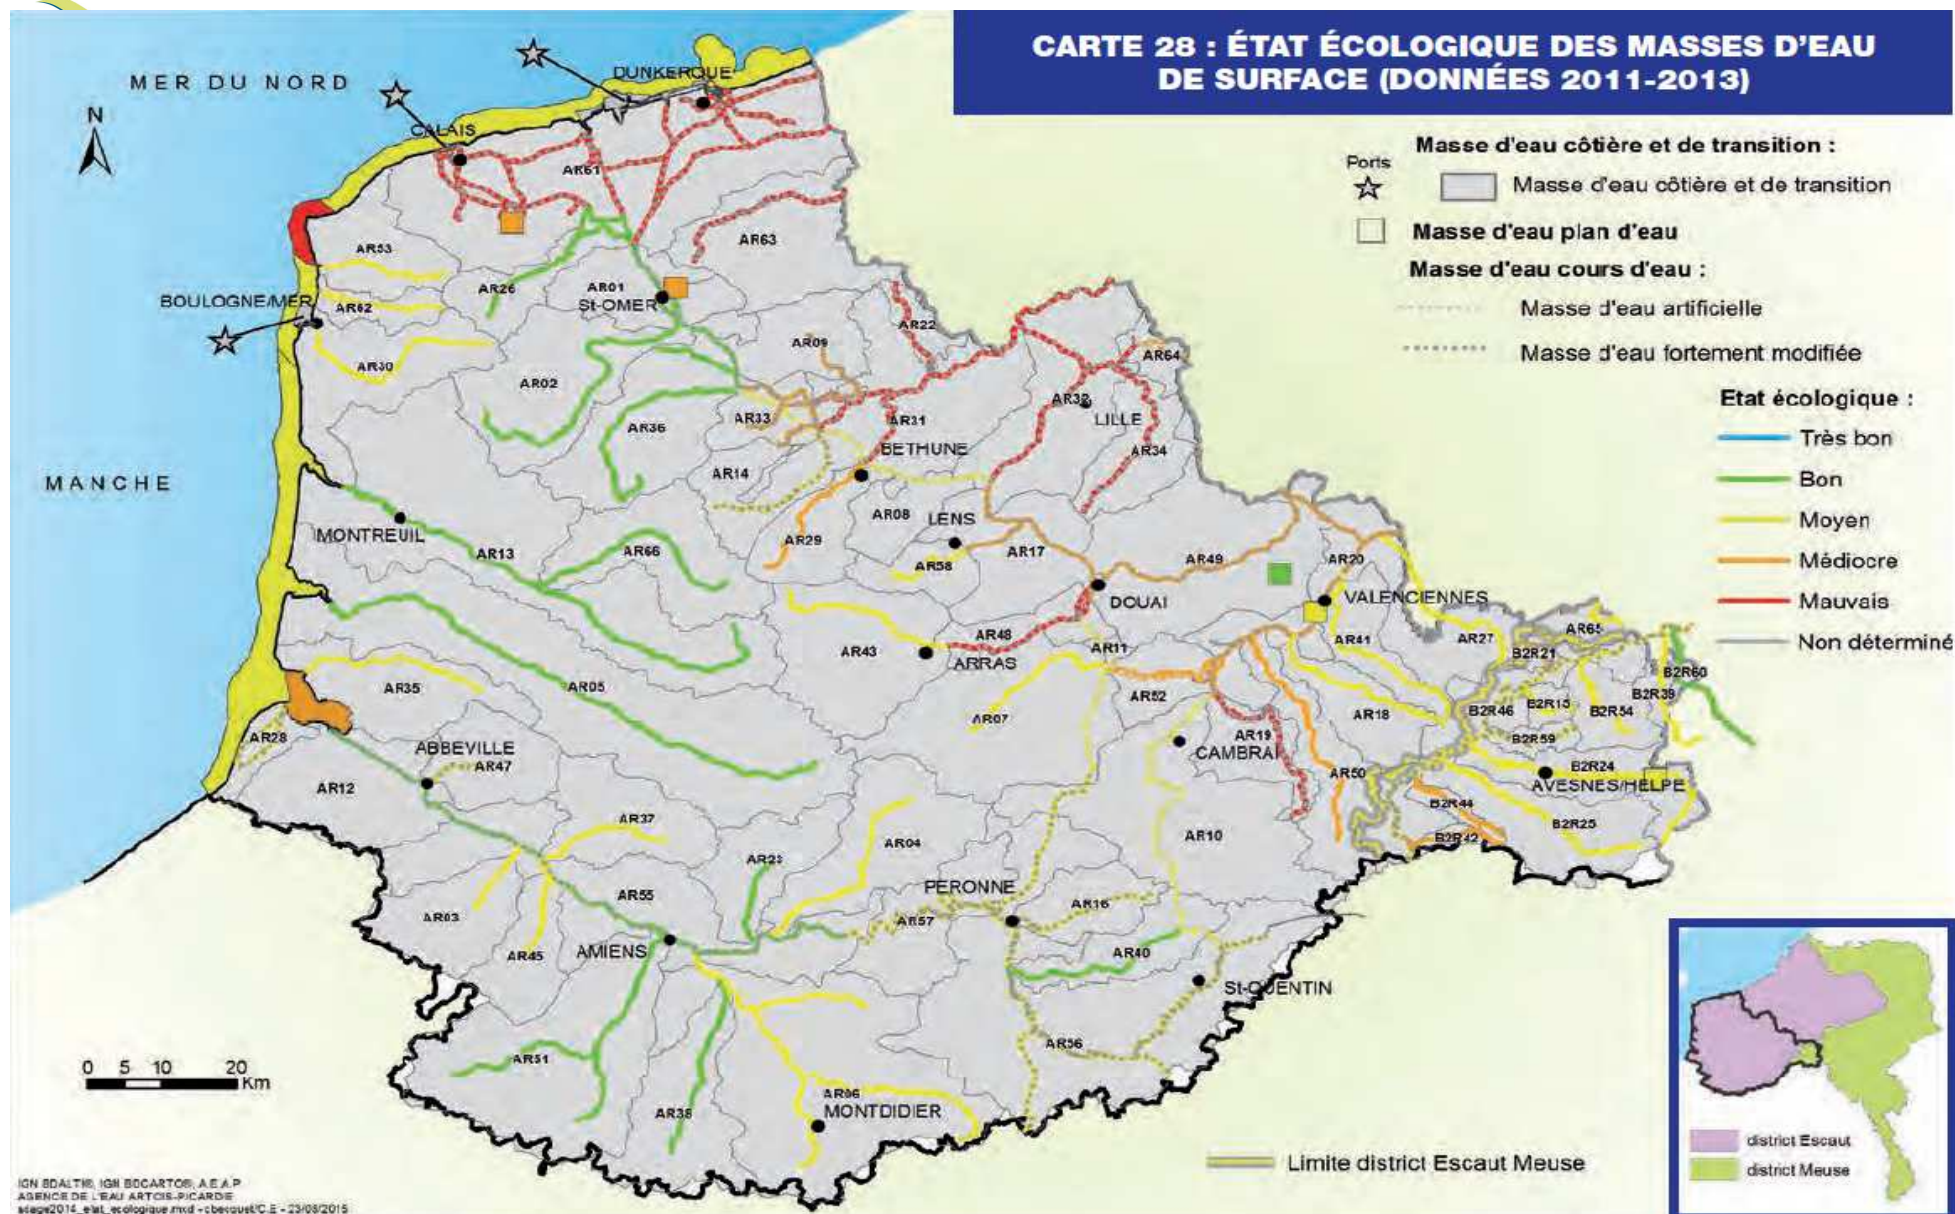 CARTE 28 : ÉTAT ÉCOLOGIQUE DES MASSES D'EAU
DE SURFACE (DONNÉES 2011-2013)
MER DU NORD
N
DUNKERQUE
CALAIS
Masse d'eau côtière et de transition :
Ports
Masse d'eau côtière et de transition
Masse d'eau plan d'eau
Masse d'eau cours d'eau :
Masse d'eau artificielle
Masse d'eau fortement modifiée
Etat écologique :
Très bon
Bon
Moyen
Médiocre
Mauvais
Non déterminé
AR61
AR63
AR53
AR26
AR01
St-OMER
BOULOGNE/MER
AR62
AR30
AR02
AR09
AR22
AR64
AR33
AR36
AR31
AR32
LILLE
AR34
BETHUNE
AR14
MANCHE
MONTREUIL
AR13
AR66
AR29
AR08
LENS
AR58
AR17
AR49
AR20
DOUAI
VALENCIENNES
AR48
AR43
ARRAS
AR11
AR41
AR27
AR65
B2R21
B2R60
B2R39
AR35
AR05
AR07
AR52
AR18
B2R46
B2R15
B2R54
AR28
ABBEVILLE
AR47
AR19
CAMBRAI
B2R59
AR12
AR50
B2R24
AVESNES/HELPE
AR37
AR04
AR10
B2R44
B2R25
B2R42
AR23
AR55
PERONNE
AR16
AR03
AR57
AR45
AMIENS
AR40
St-QUENTIN
AR51
AR56
AR38
AR06
MONTDIDIER
0 5 10 20
Km
Limite district Escaut Meuse
district Escaut
district Meuse
IGN BDALTI®, IGN BDCARTO®, A.E.A.P
AGENCE DE L'EAU ARTOIS-PICARDIE